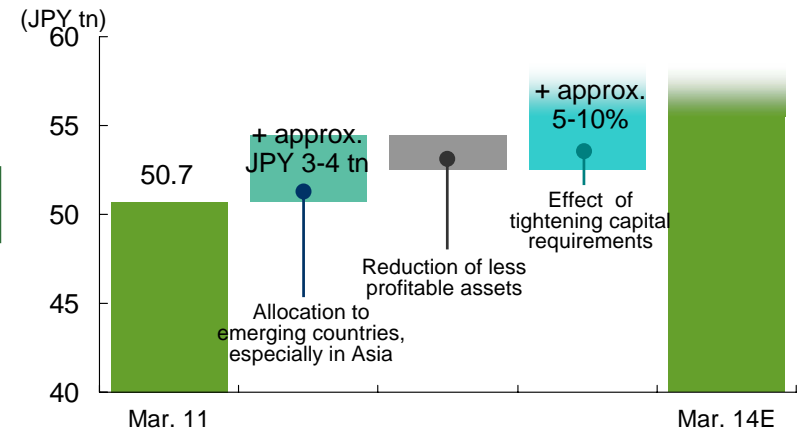 (JPY tn)
60
55
50
45
40
50.7
+ approx.
JPY 3-4 tn
+ approx.
5-10%
Allocation to
emerging countries,
especially in Asia
Reduction of less
profitable assets
Effect of
tightening capital
requirements
Mar. 11
Mar. 14E